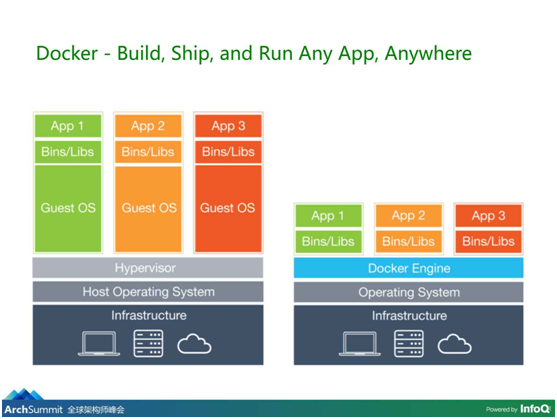 Docker - Build, Ship, and Run Any App, Anywhere
App 1
Bins/Libs
Guest OS
App 2
Bins/Libs
Guest OS
App 3
Bins/Libs
Guest OS
Hypervisor
Host Operating System
Infrastructure
App 1
Bins/Libs
App 2
Bins/Libs
App 3
Bins/Libs
Docker Engine
Operating System
Infrastructure
ArchSummit 全球架构师峰会
Powered by InfoQ